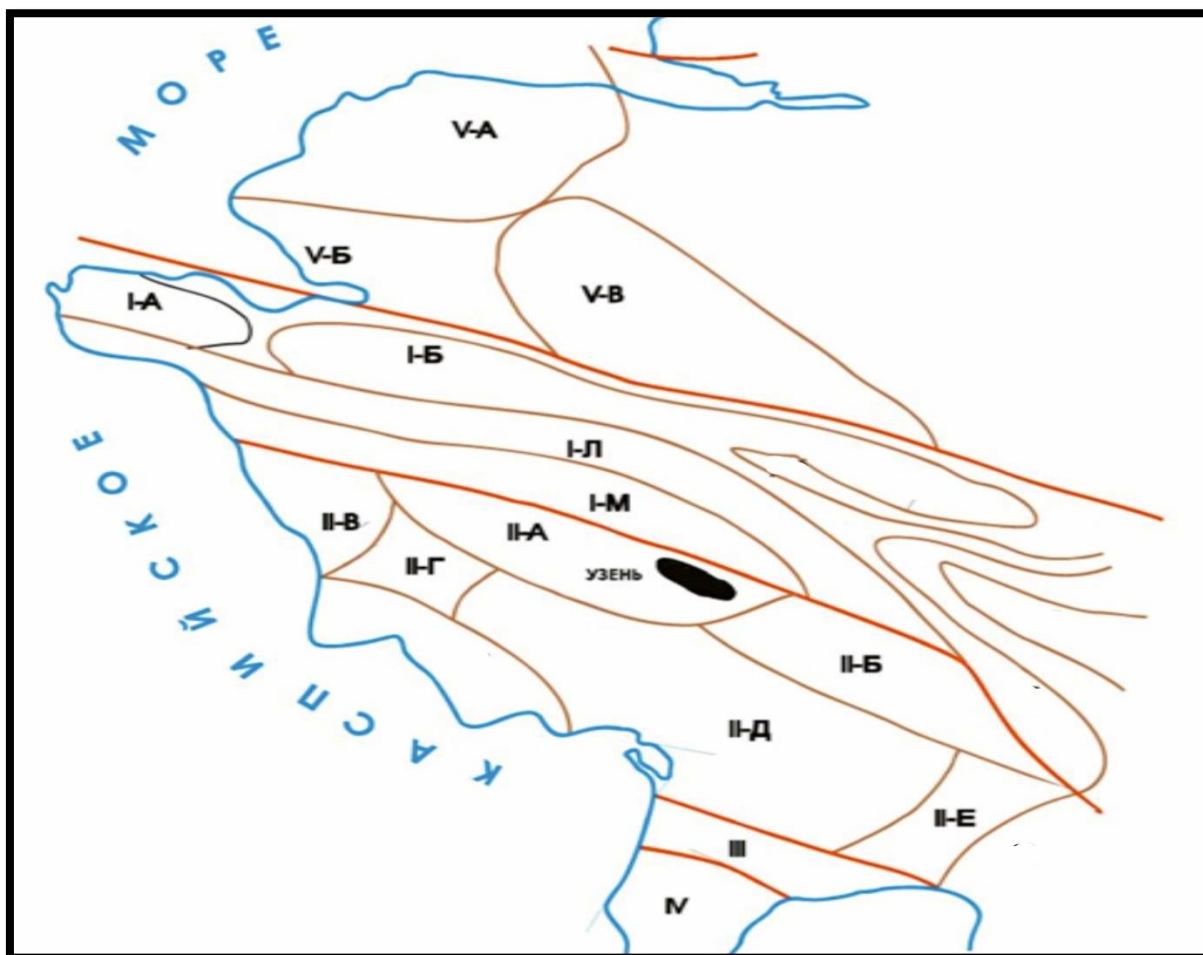 МОРЕ
V-А
V-Б
V-В
I-А
I-Б
КАСПИЙСКОЕ
I-Л
I-М
II-В
II-А
II-Г
УЗЕНЬ
II-Б
II-Д
II-Е
III
IV